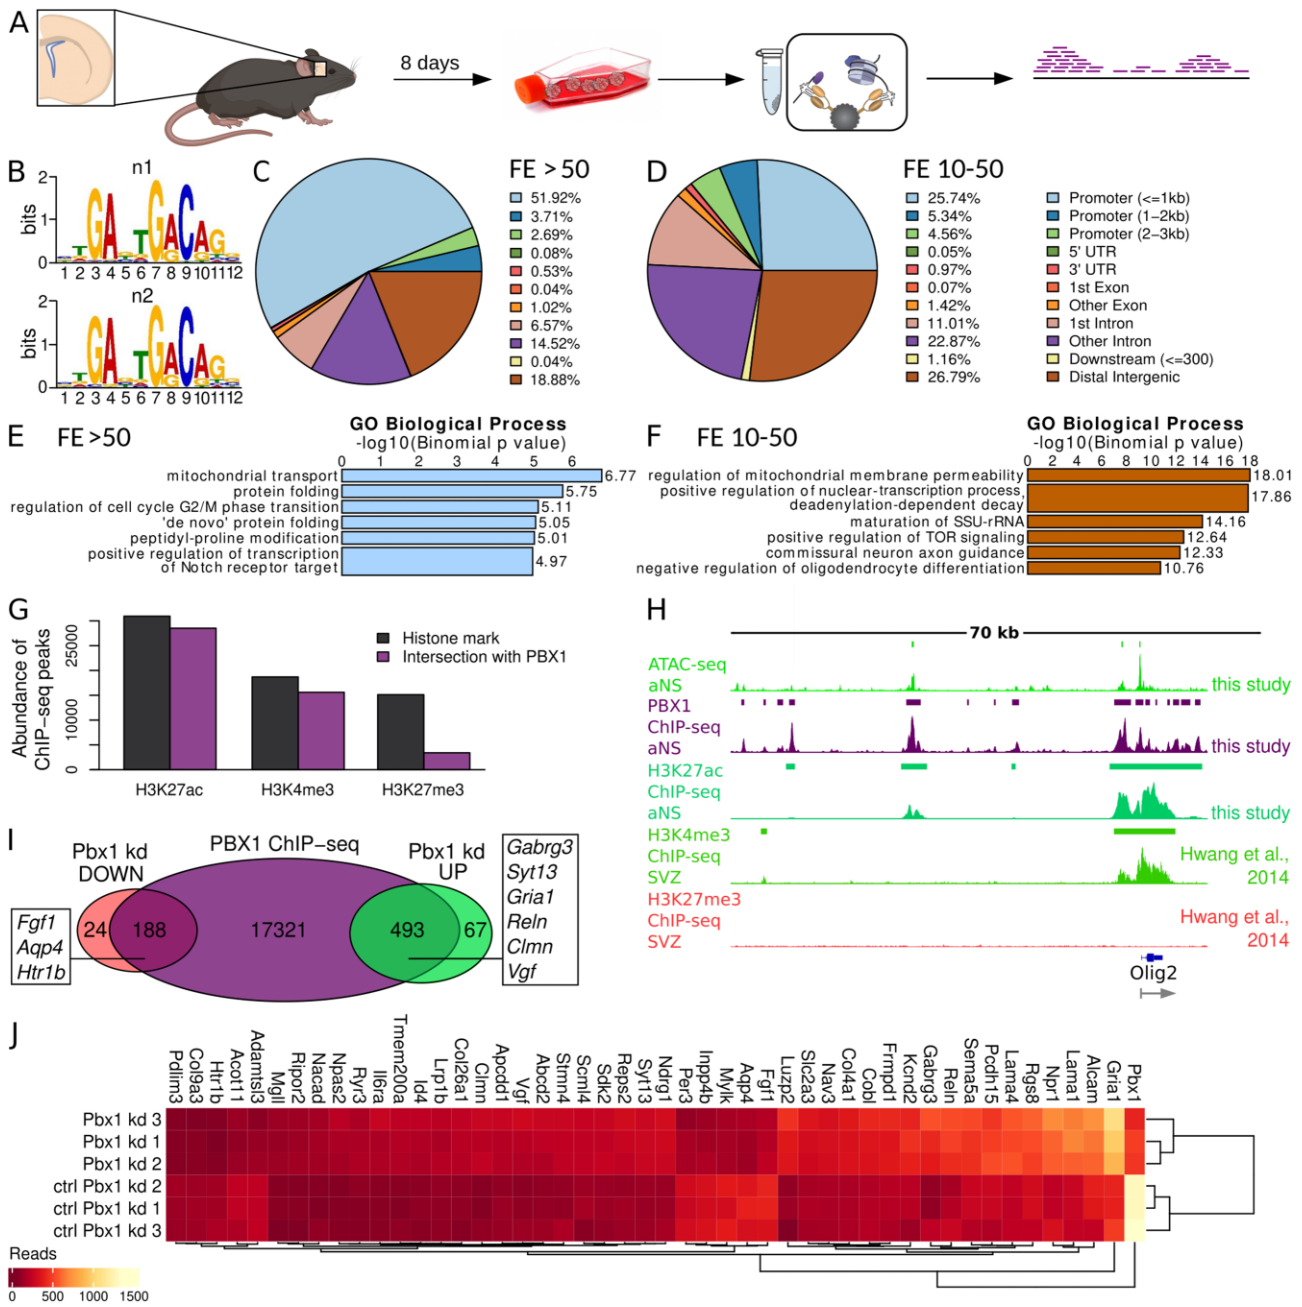 A
8 days
B
n1
2
1
0
bits
1 2 3 4 5 6 7 8 9 101112
n2
2
1
0
bits
1 2 3 4 5 6 7 8 9 101112
C
FE >50
51.92%
3.71%
2.69%
0.08%
0.53%
0.04%
1.02%
6.57%
14.52%
0.04%
18.88%
D
FE 10-50
25.74% Promoter (<=1kb)
5.34% Promoter (1−2kb)
4.56% Promoter (2−3kb)
0.05% 5' UTR
0.97% 3' UTR
0.07% 1st Exon
1.42% Other Exon
11.01% 1st Intron
22.87% Other Intron
1.16% Downstream (<=300)
26.79% Distal Intergenic
E
FE >50
GO Biological Process
-log10(Binomial p value)
0 1 2 3 4 5 6
mitochondrial transport 6.77
protein folding 5.75
regulation of cell cycle G2/M phase transition 5.11
'de novo' protein folding 5.05
peptidyl-proline modification 5.01
positive regulation of transcription
of Notch receptor target 4.97
F
FE 10-50
GO Biological Process
-log10(Binomial p value)
0 2 4 6 8 10 12 14 16 18
regulation of mitochondrial membrane permeability 18.01
positive regulation of nuclear-transcription process,
deadenylation-dependent decay 17.86
maturation of SSU-rRNA 14.16
positive regulation of TOR signaling 12.64
commissural neuron axon guidance 12.33
negative regulation of oligodendrocyte differentiation 10.76
G
Abundance of
ChIP−seq peaks
25000
10000
0
Histone mark
Intersection with PBX1
H3K27ac H3K4me3 H3K27me3
H
70 kb
ATAC-seq
aNS
this study
PBX1
ChIP-seq
aNS
this study
H3K27ac
ChIP-seq
aNS
this study
H3K4me3
ChIP-seq
SVZ
Hwang et al.,
2014
H3K27me3
ChIP-seq
SVZ
Hwang et al.,
2014
Olig2
I
Pbx1 kd
DOWN
PBX1 ChIP−seq
Pbx1 kd
UP
24 188 17321 493 67
Fgf1
Aqp4
Htr1b
Gabrg3
Syt13
Gria1
Reln
Clmn
Vgf
J
Pdlim3
Col9a3
Htr1b
Acot11
Adamtsl3
Mgll
Ripor2
Nacad
Npas2
Ryr3
Il6ra
Tmem200a
Id4
Lrp1b
Col26a1
Clmn
Apcdd1
Vgf
Abcd2
Stmn4
Scml4
Sdk2
Reps2
Syt13
Ndrg1
Per3
Inpp4b
Mylk
Aqp4
Fgf1
Luzp2
Slc2a3
Nav3
Col4a1
Cobl
Frmpd1
Kcnd2
Gabrg3
Reln
Sema5a
Pcdh15
Lama4
Rgs8
Npr1
Lama1
Alcam
Gria1
Pbx1
Pbx1 kd 3
Pbx1 kd 1
Pbx1 kd 2
ctrl Pbx1 kd 2
ctrl Pbx1 kd 1
ctrl Pbx1 kd 3
Reads
0 500 1000 1500